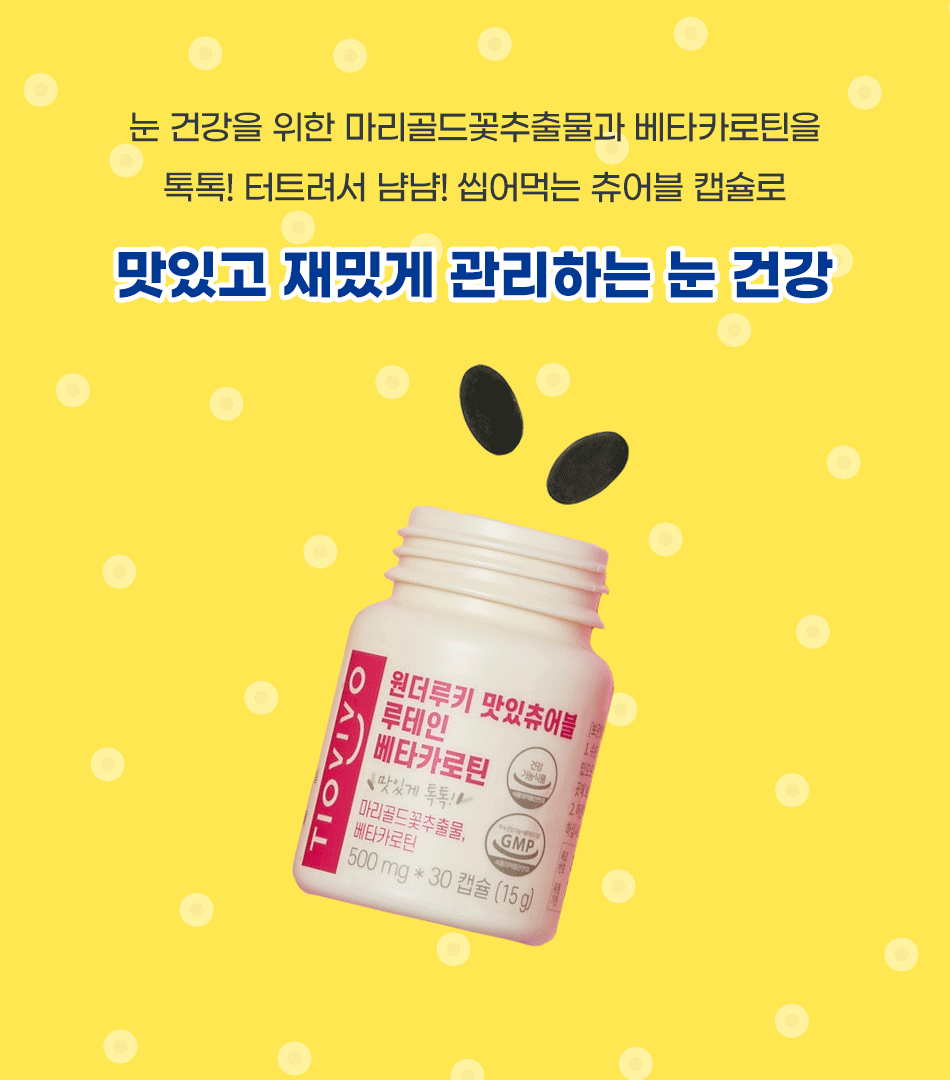 눈 건강을 위한 마리골드꽃추출물과 베타카로틴을
톡톡! 터트려서 냠냠! 씹어먹는 츄어블 캡슐로
맛있고 재밌게 관리하는 눈 건강
TIOVIVO
원더루키 맛있츄어블
루테인
베타카로틴
맛있게 톡톡!
마리골드꽃추출물,
베타카로틴
500 mg * 30 캡슐 (15 g)
건강
기능식품
GMP